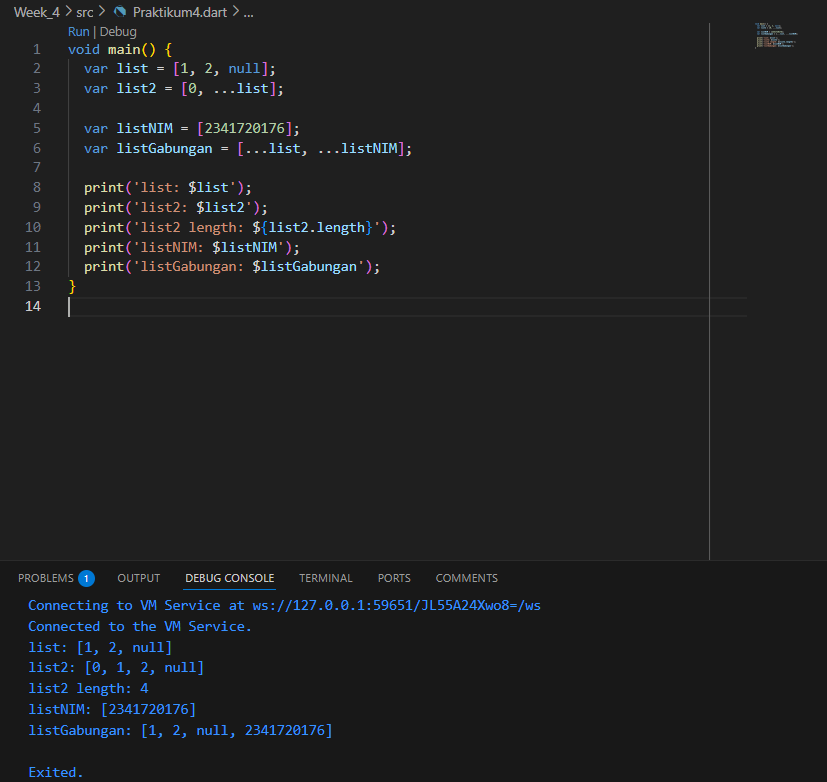 Week_4 > src > Praktikum4.dart > ...
Run | Debug
1 void main() {
2   var list = [1, 2, null];
3   var list2 = [0, ...list];
4
5   var listNIM = [2341720176];
6   var listGabungan = [...list, ...listNIM];
7
8   print('list: $list');
9   print('list2: $list2');
10   print('list2 length: ${list2.length}');
11   print('listNIM: $listNIM');
12   print('listGabungan: $listGabungan');
13 }
14
PROBLEMS 1 OUTPUT DEBUG CONSOLE TERMINAL PORTS COMMENTS
Connecting to VM Service at ws://127.0.0.1:59651/JL55A24Xwo8=/ws
Connected to the VM Service.
list: [1, 2, null]
list2: [0, 1, 2, null]
list2 length: 4
listNIM: [2341720176]
listGabungan: [1, 2, null, 2341720176]
Exited.